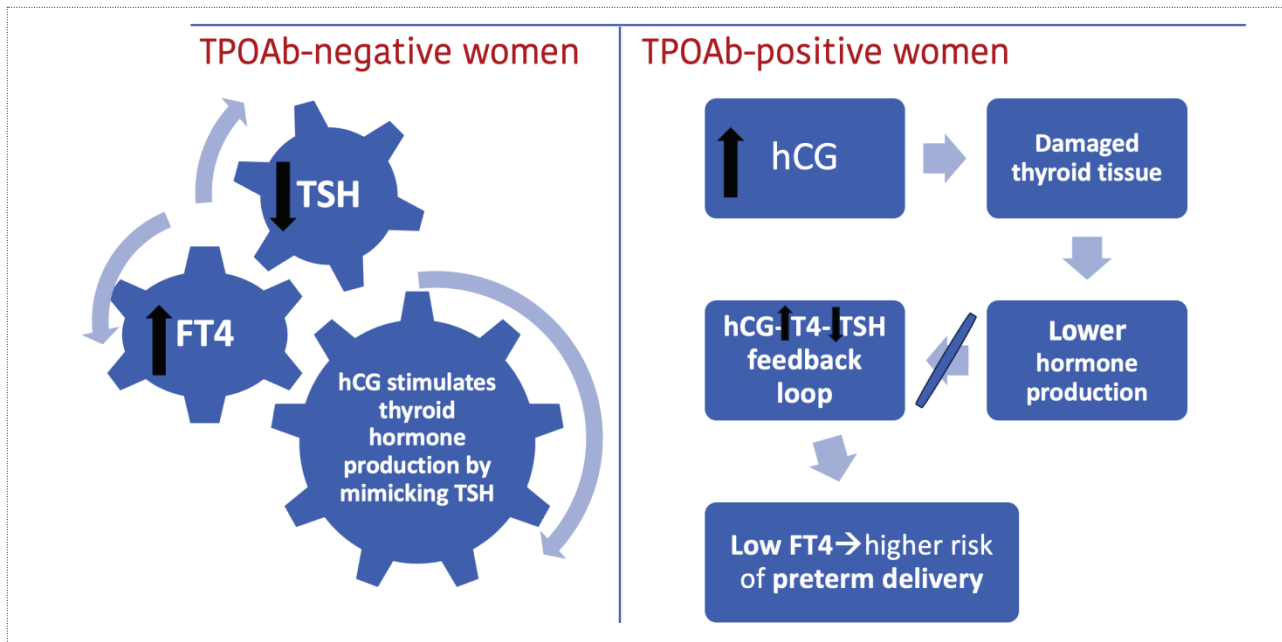 TPOAb-negative women
TSH
FT4
hCG stimulates
thyroid
hormone
production by
mimicking TSH
TPOAb-positive women
hCG
Damaged
thyroid tissue
Lower
hormone
production
hCG-T4-TSH
feedback
loop
Low FT4→higher risk
of preterm delivery